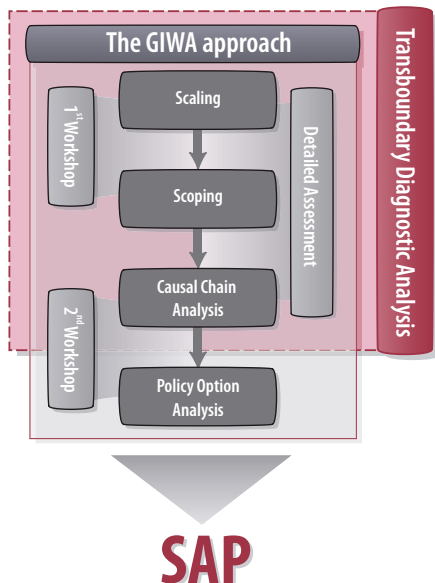 The GIWA approach
Scaling
1st Workshop
Detailed Assessment
Scoping
Causal Chain
Analysis
2nd Workshop
Policy Option
Analysis
Transboundary Diagnostic Analysis
SAP